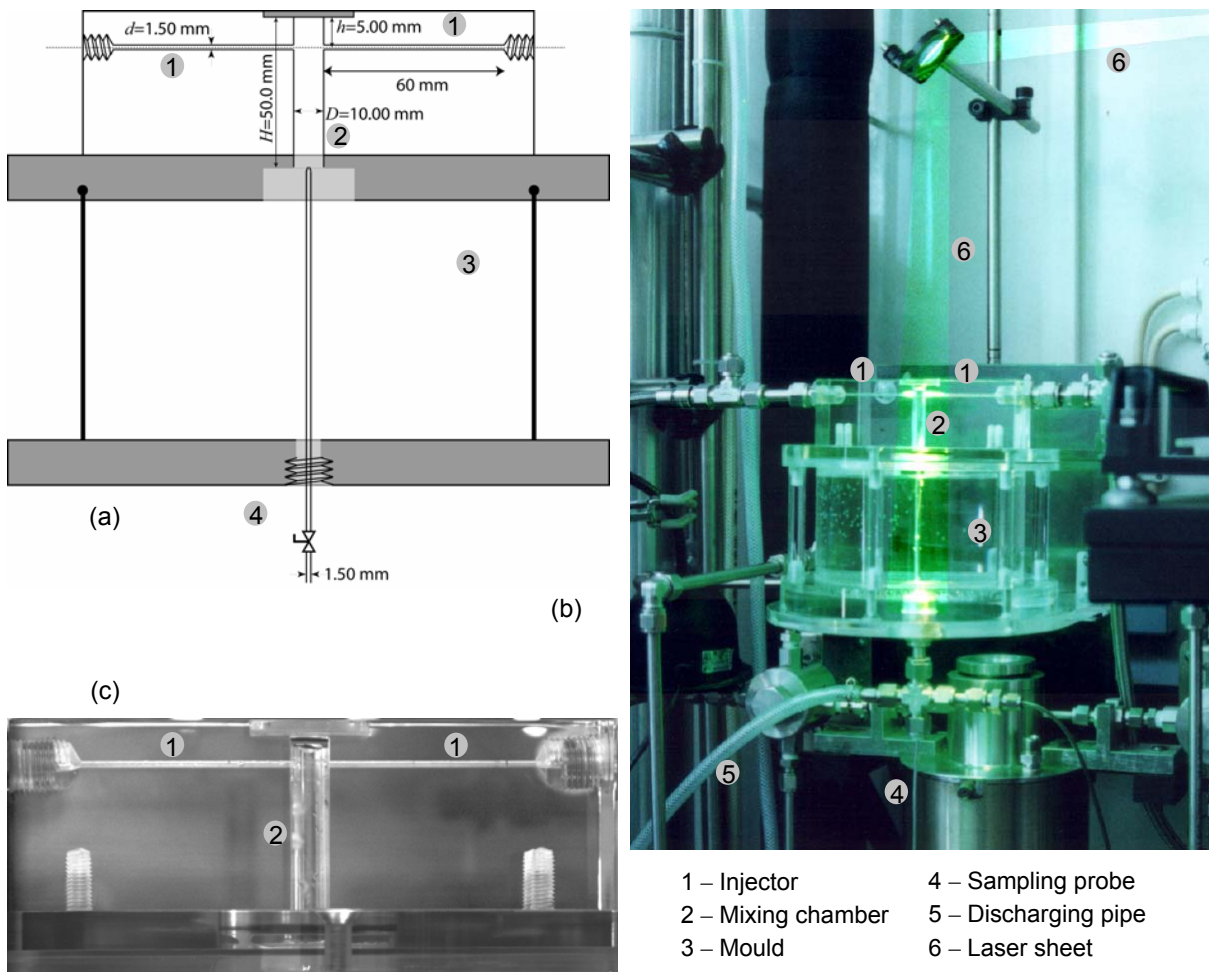 1
d=1.50 mm
h=5.00 mm
1
60 mm
H=50.0 mm
D=10.00 mm
2
3
4
(a)
1.50 mm
(b)
(c)
1
1
2
6
6
1
1
2
3
5
4
1 – Injector
2 – Mixing chamber
3 – Mould
4 – Sampling probe
5 – Discharging pipe
6 – Laser sheet